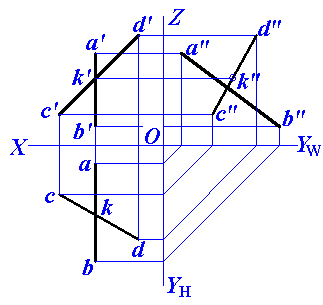 Z
d' d"
a' a"
k' k"
c' c"
b' b"
O
X Y_W
a
c k
d
b
Y_H